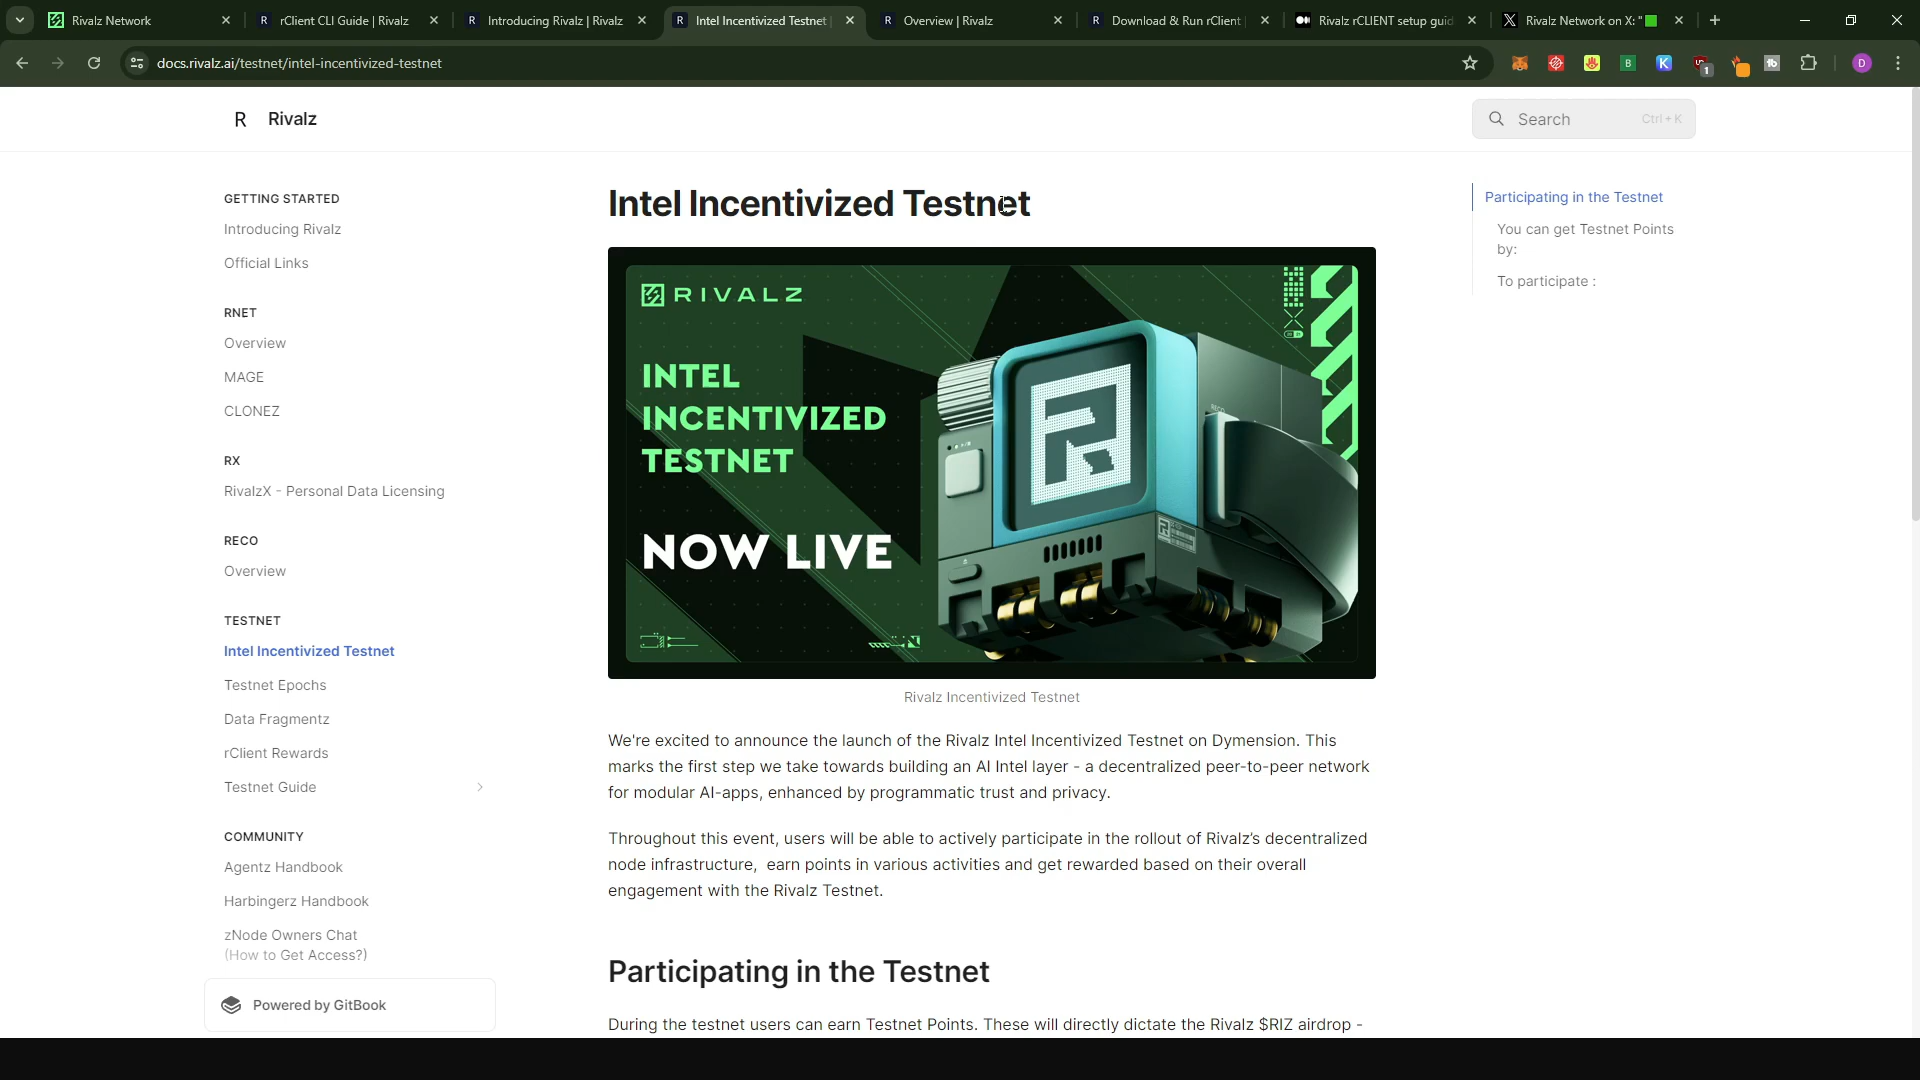 Rivalz Network
rClient CLI Guide | Rivalz
Introducing Rivalz | Rivalz
Intel Incentivized Testnet
Overview | Rivalz
Download & Run rClient
Rivalz rCLIENT setup guid
Rivalz Network on X: "
docs.rivalz.ai/testnet/intel-incentivized-testnet
R Rivalz
Search Ctrl + K
GETTING STARTED
Introducing Rivalz
Official Links
RNET
Overview
MAGE
CLONEZ
RX
RivalzX - Personal Data Licensing
RECO
Overview
TESTNET
Intel Incentivized Testnet
Testnet Epochs
Data Fragmentz
rClient Rewards
Testnet Guide
COMMUNITY
Agentz Handbook
Harbingerz Handbook
zNode Owners Chat
(How to Get Access?)
Powered by GitBook
Intel Incentivized Testnet
RIVALZ
INTEL
INCENTIVIZED
TESTNET
NOW LIVE
RECO
Rivalz Incentivized Testnet
We're excited to announce the launch of the Rivalz Intel Incentivized Testnet on Dymension. This
marks the first step we take towards building an AI Intel layer - a decentralized peer-to-peer network
for modular AI-apps, enhanced by programmatic trust and privacy.
Throughout this event, users will be able to actively participate in the rollout of Rivalz’s decentralized
node infrastructure,  earn points in various activities and get rewarded based on their overall
engagement with the Rivalz Testnet.
Participating in the Testnet
During the testnet users can earn Testnet Points. These will directly dictate the Rivalz $RIZ airdrop -
Participating in the Testnet
You can get Testnet Points
by:
To participate :